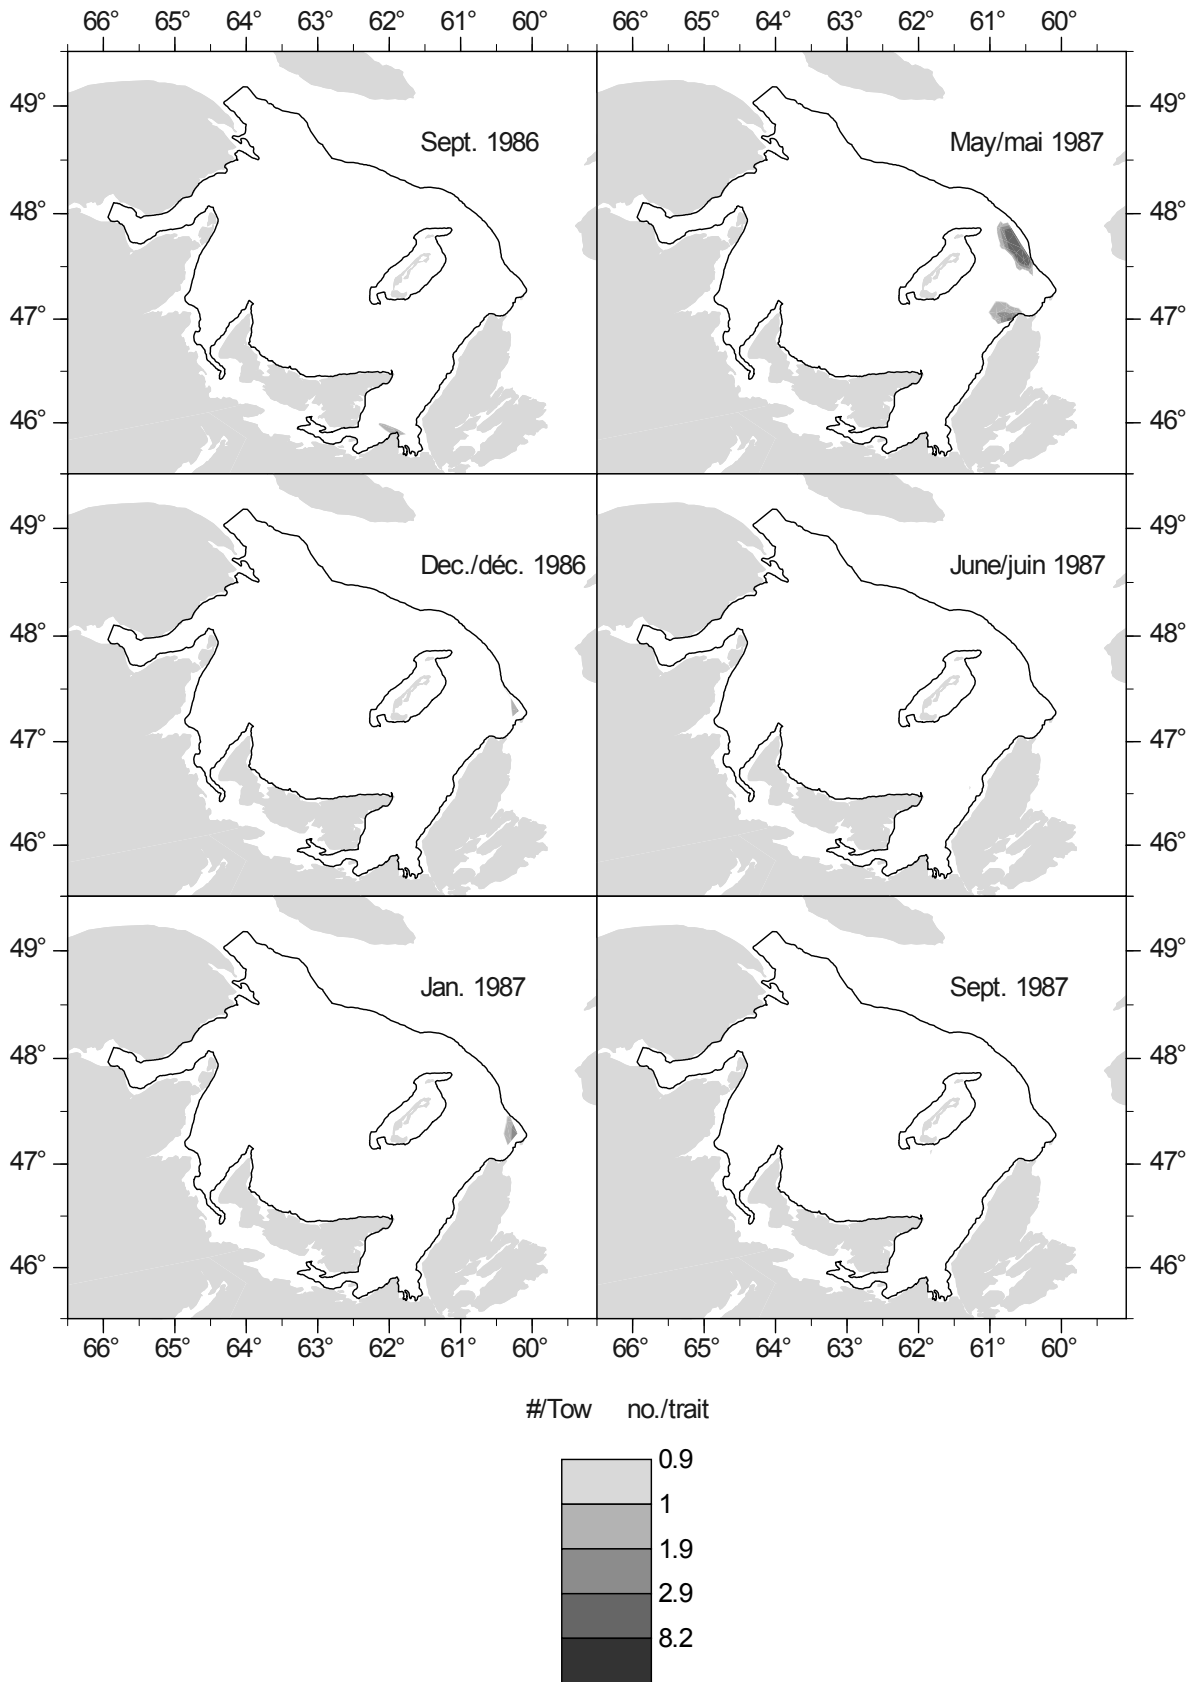 66° 65° 64° 63° 62° 61° 60° 66° 65° 64° 63° 62° 61° 60°
49° 49°
Sept. 1986 May/mai 1987
48° 48°
47° 47°
46° 46°
49° 49°
Dec./déc. 1986 June/juin 1987
48° 48°
47° 47°
46° 46°
49° 49°
Jan. 1987 Sept. 1987
48° 48°
47° 47°
46° 46°
66° 65° 64° 63° 62° 61° 60° 66° 65° 64° 63° 62° 61° 60°
#/Tow no./trait
0.9
1
1.9
2.9
8.2